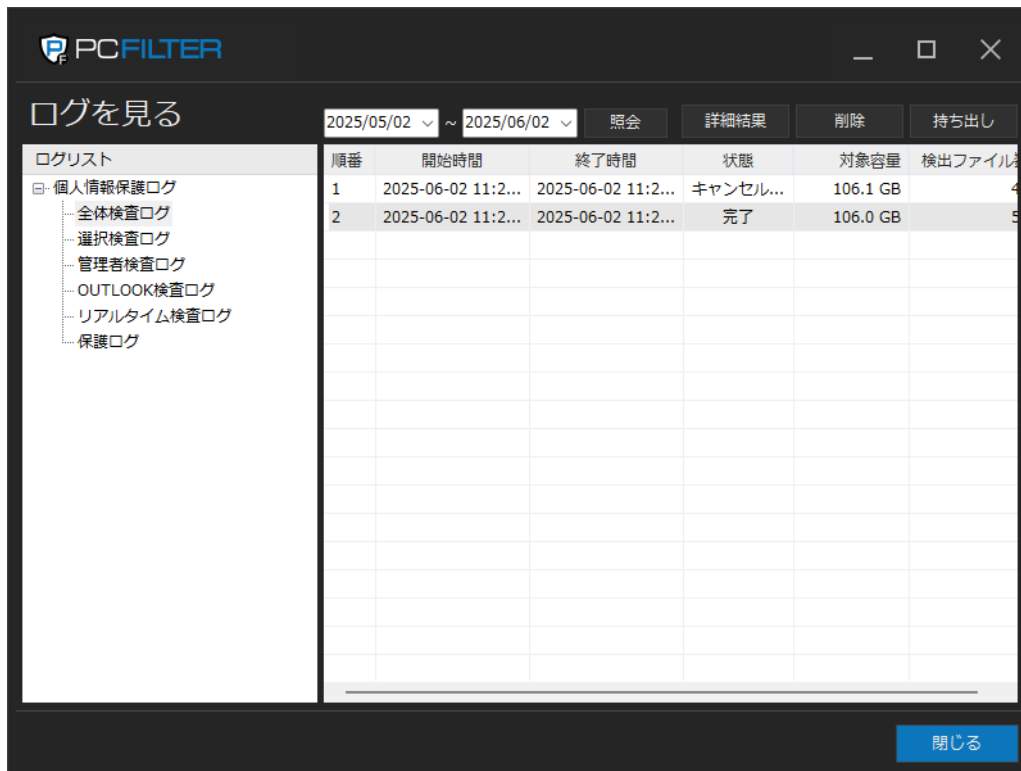 PCFILTER
ログを見る
2025/05/02 ~ 2025/06/02 照会 詳細結果 削除 持ち出し
ログリスト
個人情報保護ログ
全体検査ログ
選択検査ログ
管理者検査ログ
OUTLOOK検査ログ
リアルタイム検査ログ
保護ログ
順番 開始時間 終了時間 状態 対象容量 検出ファイル数
1 2025-06-02 11:2... 2025-06-02 11:2... キャンセル... 106.1 GB 4
2 2025-06-02 11:2... 2025-06-02 11:2... 完了 106.0 GB 5
閉じる